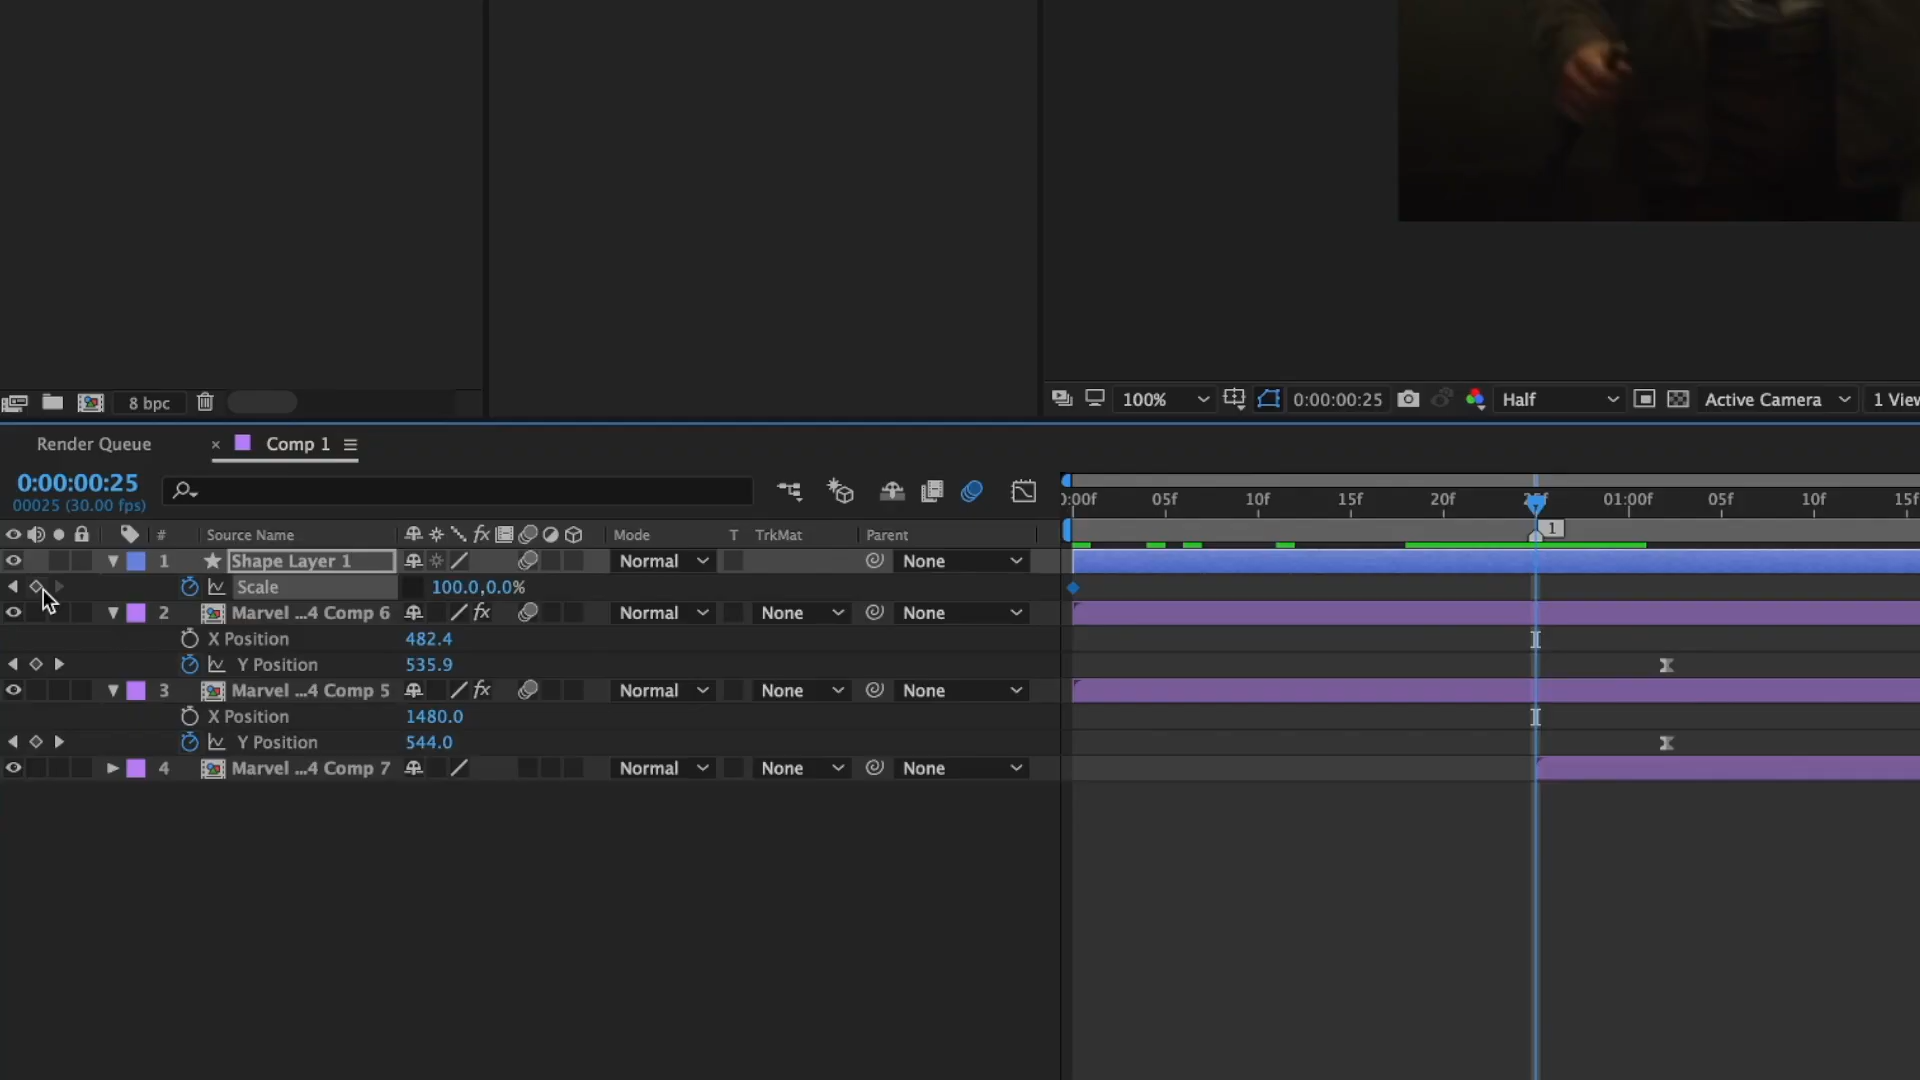 8 bpc
100%
0:00:00:25
Half
Active Camera
1 View
Render Queue
× Comp 1
0:00:00:25
00025 (30.00 fps)
:00f 05f 10f 15f 20f 01:00f 05f 10f 15f
1
# Source Name Mode T TrkMat Parent
1 Shape Layer 1 Normal None
Scale 100.0,0.0%
2 Marvel ...4 Comp 6 fx Normal None None
X Position 482.4
Y Position 535.9
3 Marvel ...4 Comp 5 fx Normal None None
X Position 1480.0
Y Position 544.0
4 Marvel ...4 Comp 7 Normal None None